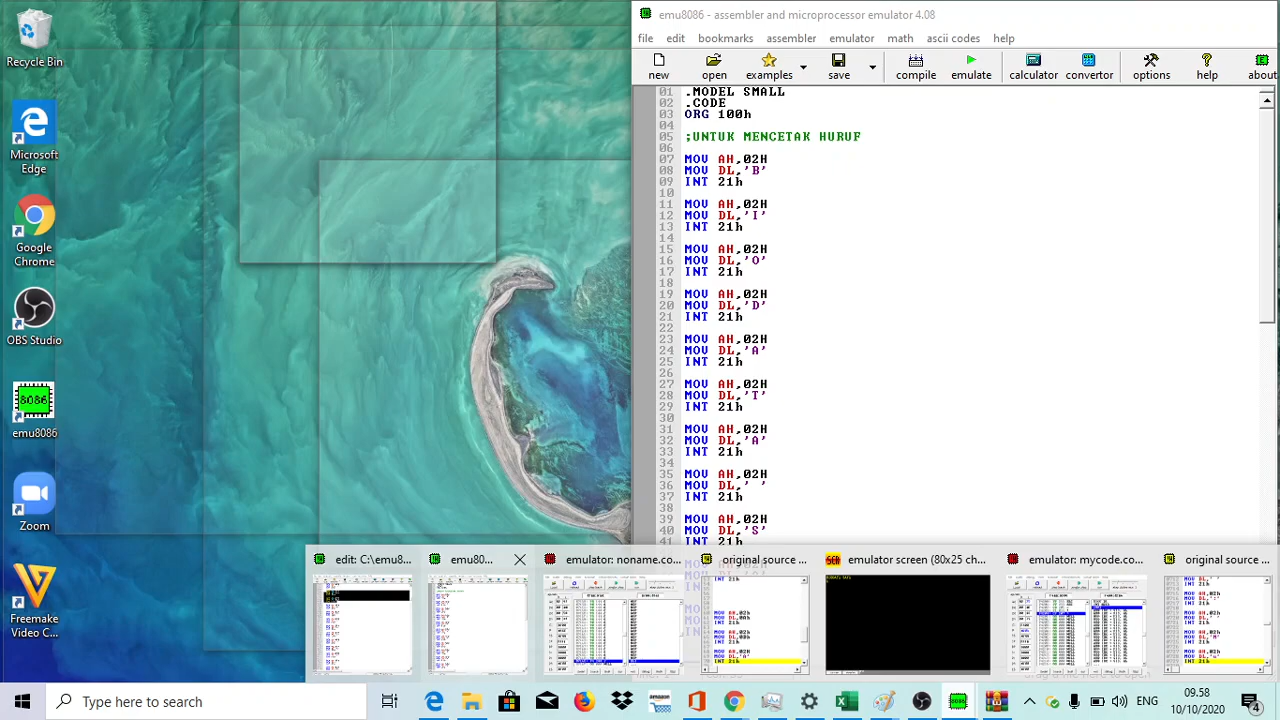 Recycle Bin
Microsoft
Edge
Google
Chrome
OBS Studio
8086
emu8086
Zoom
Video C...
emu8086 - assembler and microprocessor emulator 4.08
file edit bookmarks assembler emulator math ascii codes help
new open examples save compile emulate calculator convertor options help about
01 .MODEL SMALL
02 .CODE
03 ORG 100h
04
05 ;UNTUK MENCETAK HURUF
06
07 MOV AH,02H
08 MOV DL,'B'
09 INT 21h
10
11 MOV AH,02H
12 MOV DL,'I'
13 INT 21h
14
15 MOV AH,02H
16 MOV DL,'O'
17 INT 21h
18
19 MOV AH,02H
20 MOV DL,'D'
21 INT 21h
22
23 MOV AH,02H
24 MOV DL,'A'
25 INT 21h
26
27 MOV AH,02H
28 MOV DL,'T'
29 INT 21h
30
31 MOV AH,02H
32 MOV DL,'A'
33 INT 21h
34
35 MOV AH,02H
36 MOV DL,' '
37 INT 21h
38
39 MOV AH,02H
40 MOV DL,'S'
41 INT 21h
edit: C:\emu8... emu80... emulator: noname.co... original source ... emulator screen (80x25 ch... emulator: mycode.com... original source ...
Type here to search
ENG
19.58
10/10/2020
4